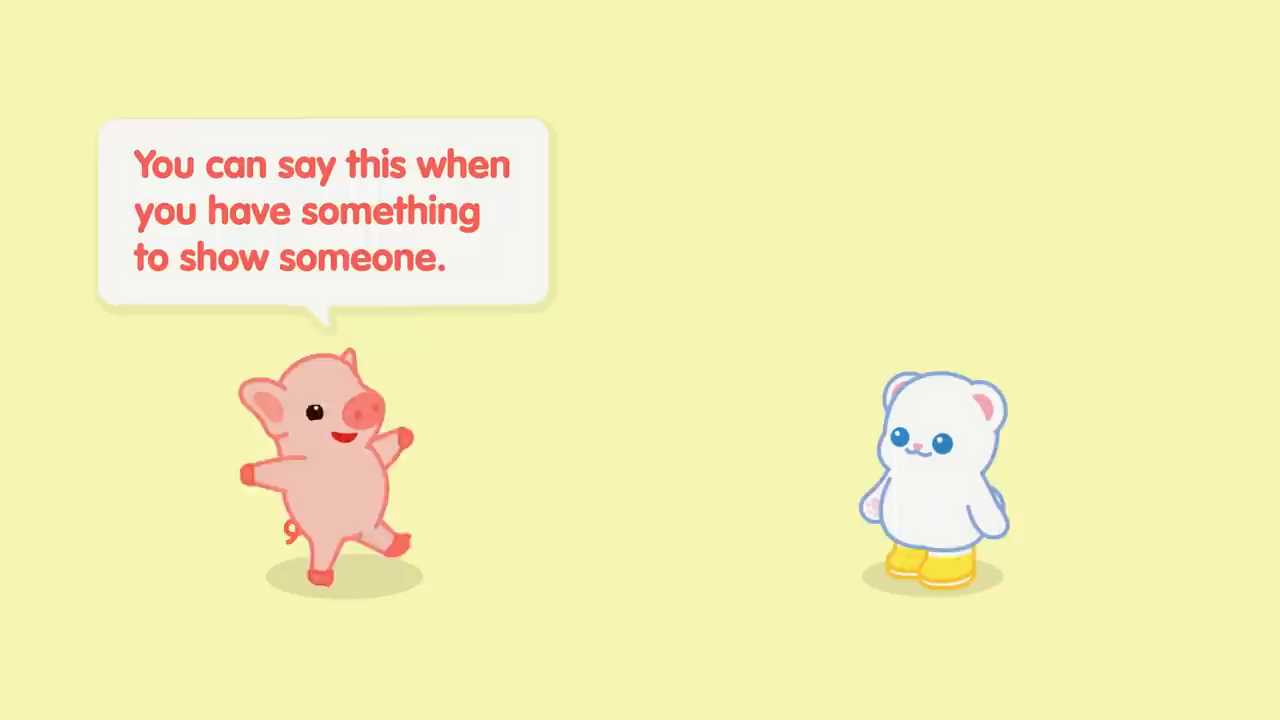 You can say this when
you have something
to show someone.